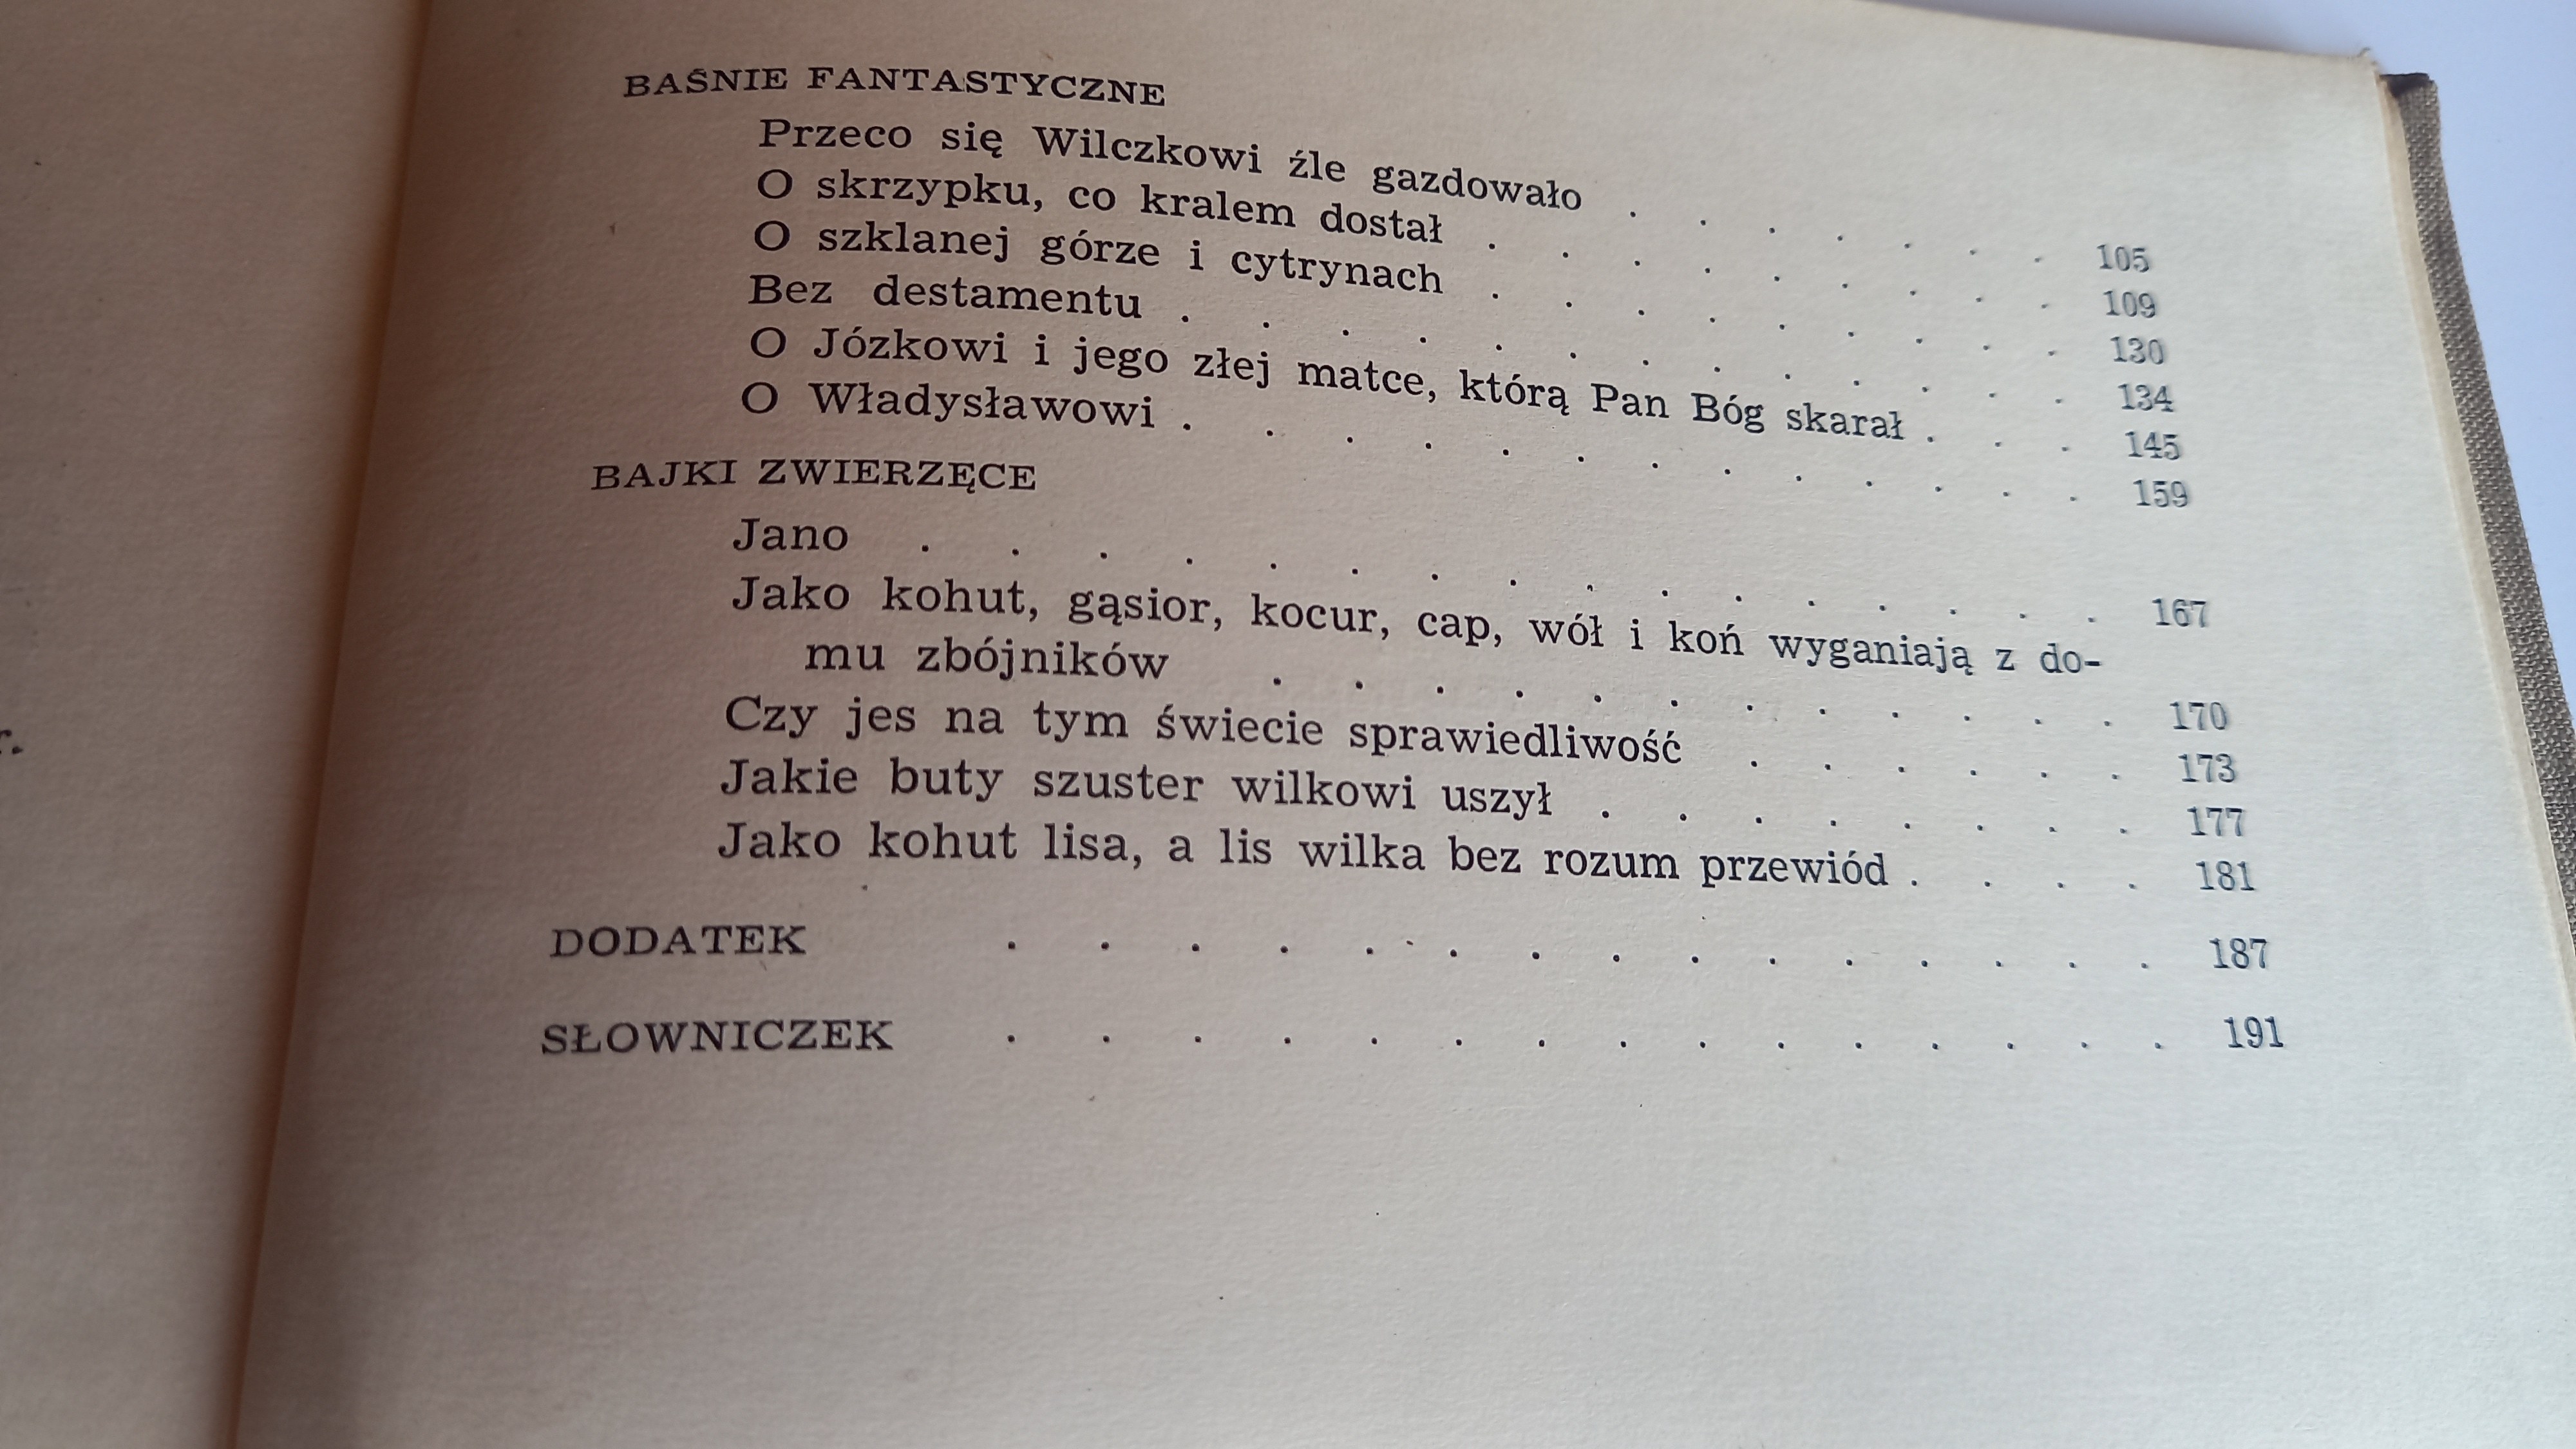 BAŚNIE FANTASTYCZNE
Przeco się Wilczkowi źle gazdowało . . . . . . . 105
O skrzypku, co kralem dostał . . . . . . . . . 109
O szklanej górze i cytrynach . . . . . . . . . 130
Bez destamentu . . . . . . . . . . . . . 134
O Józkowi i jego złej matce, którą Pan Bóg skarał . . . 145
O Władysławowi . . . . . . . . . . . . . 159
BAJKI ZWIERZĘCE
Jano . . . . . . . . . . . . . . . . 167
Jako kohut, gąsior, kocur, cap, wół i koń wyganiają z do-
mu zbójników . . . . . . . . . . . . 170
Czy jes na tym świecie sprawiedliwość . . . . . . 173
Jakie buty szuster wilkowi uszył . . . . . . . . 177
Jako kohut lisa, a lis wilka bez rozum przewiód . . . . 181
DODATEK . . . . . . . . . . . . . . . 187
SŁOWNICZEK . . . . . . . . . . . . . . . 191